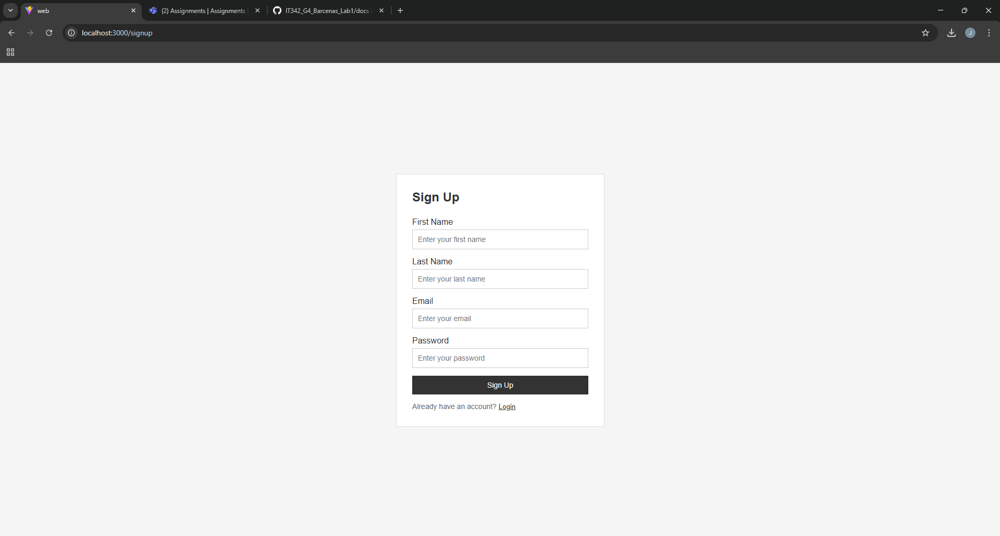 web
(2) Assignments | Assignments
IT342_G4_Barcenas_Lab1/docs
localhost:3000/signup
J
Sign Up
First Name
Enter your first name
Last Name
Enter your last name
Email
Enter your email
Password
Enter your password
Sign Up
Already have an account? Login